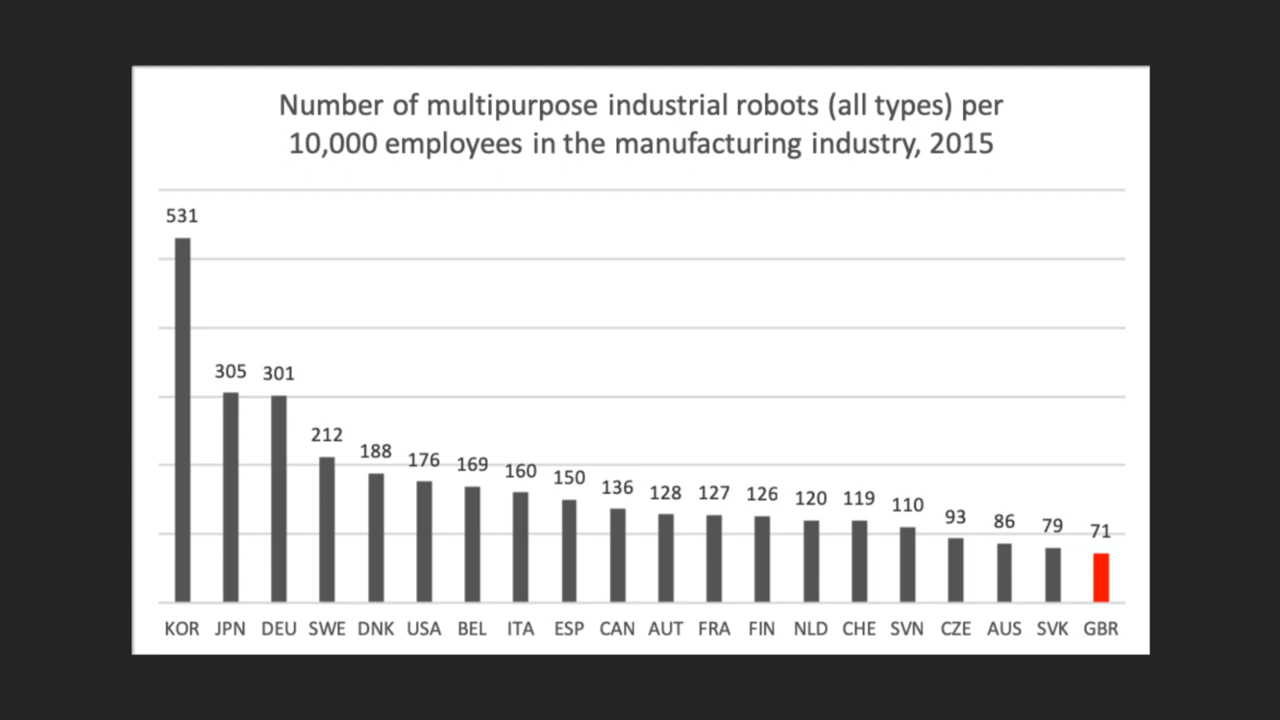 Number of multipurpose industrial robots (all types) per
10,000 employees in the manufacturing industry, 2015
531
305 301
212
188 176 169 160 150 136 128 127 126 120 119 110 93 86 79 71
KOR JPN DEU SWE DNK USA BEL ITA ESP CAN AUT FRA FIN NLD CHE SVN CZE AUS SVK GBR